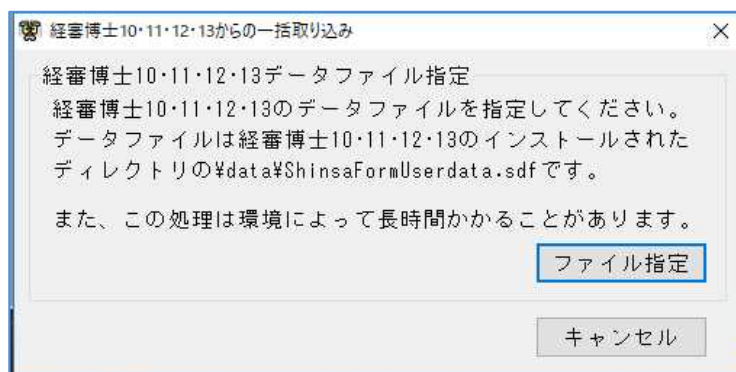 経審博士10・11・12・13からの一括取り込み
経審博士10・11・12・13データファイル指定
経審博士10・11・12・13のデータファイルを指定してください。
データファイルは経審博士10・11・12・13のインストールされた
ディレクトリの¥data¥ShinsaFormUserdata.sdfです。
また、この処理は環境によって長時間かかることがあります。
ファイル指定
キャンセル